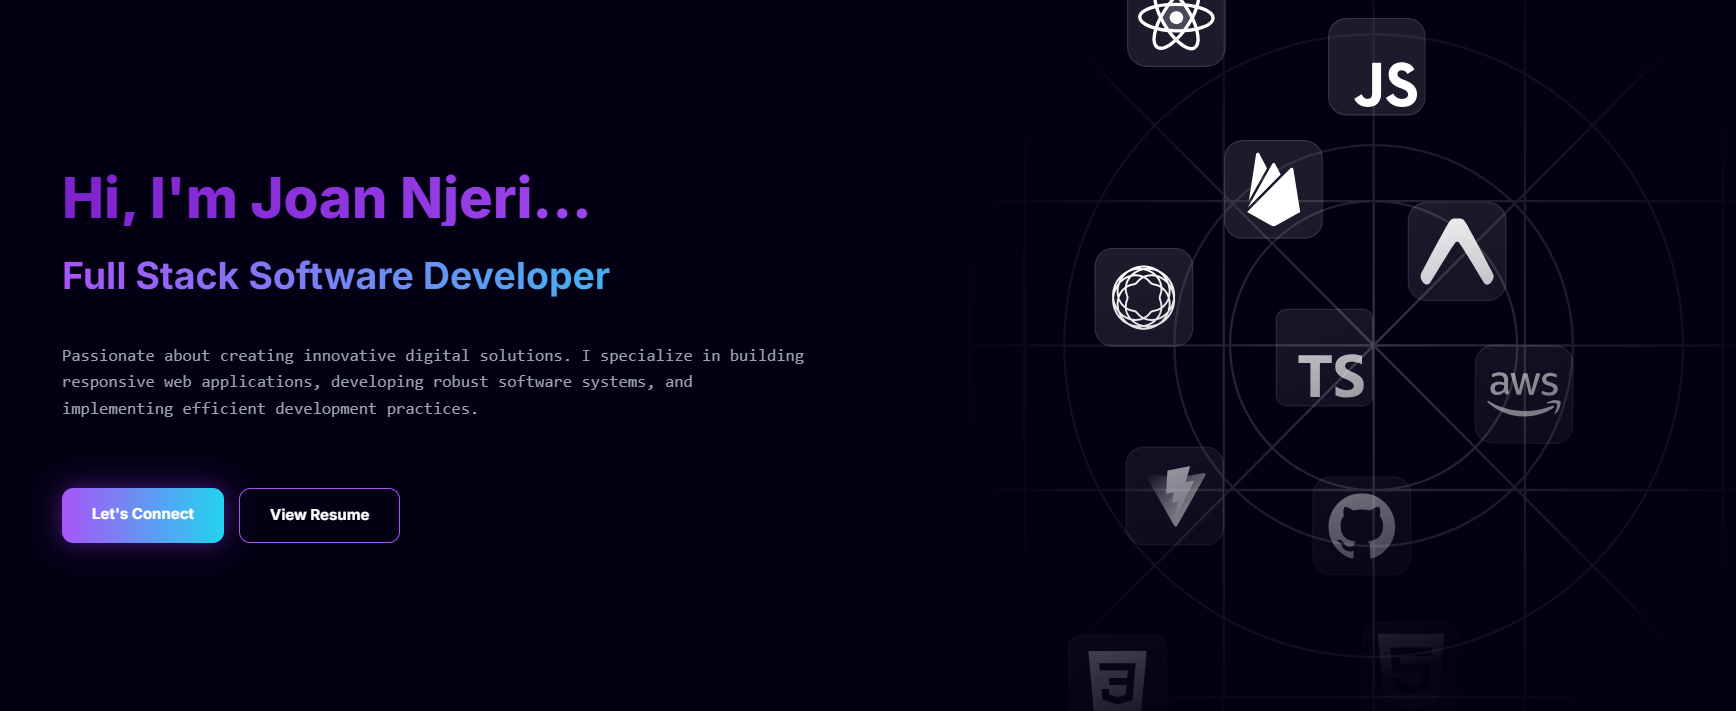 Hi, I'm Joan Njeri...
Full Stack Software Developer
Passionate about creating innovative digital solutions. I specialize in building
responsive web applications, developing robust software systems, and
implementing efficient development practices.
Let's Connect
View Resume
JS
TS
aws
3